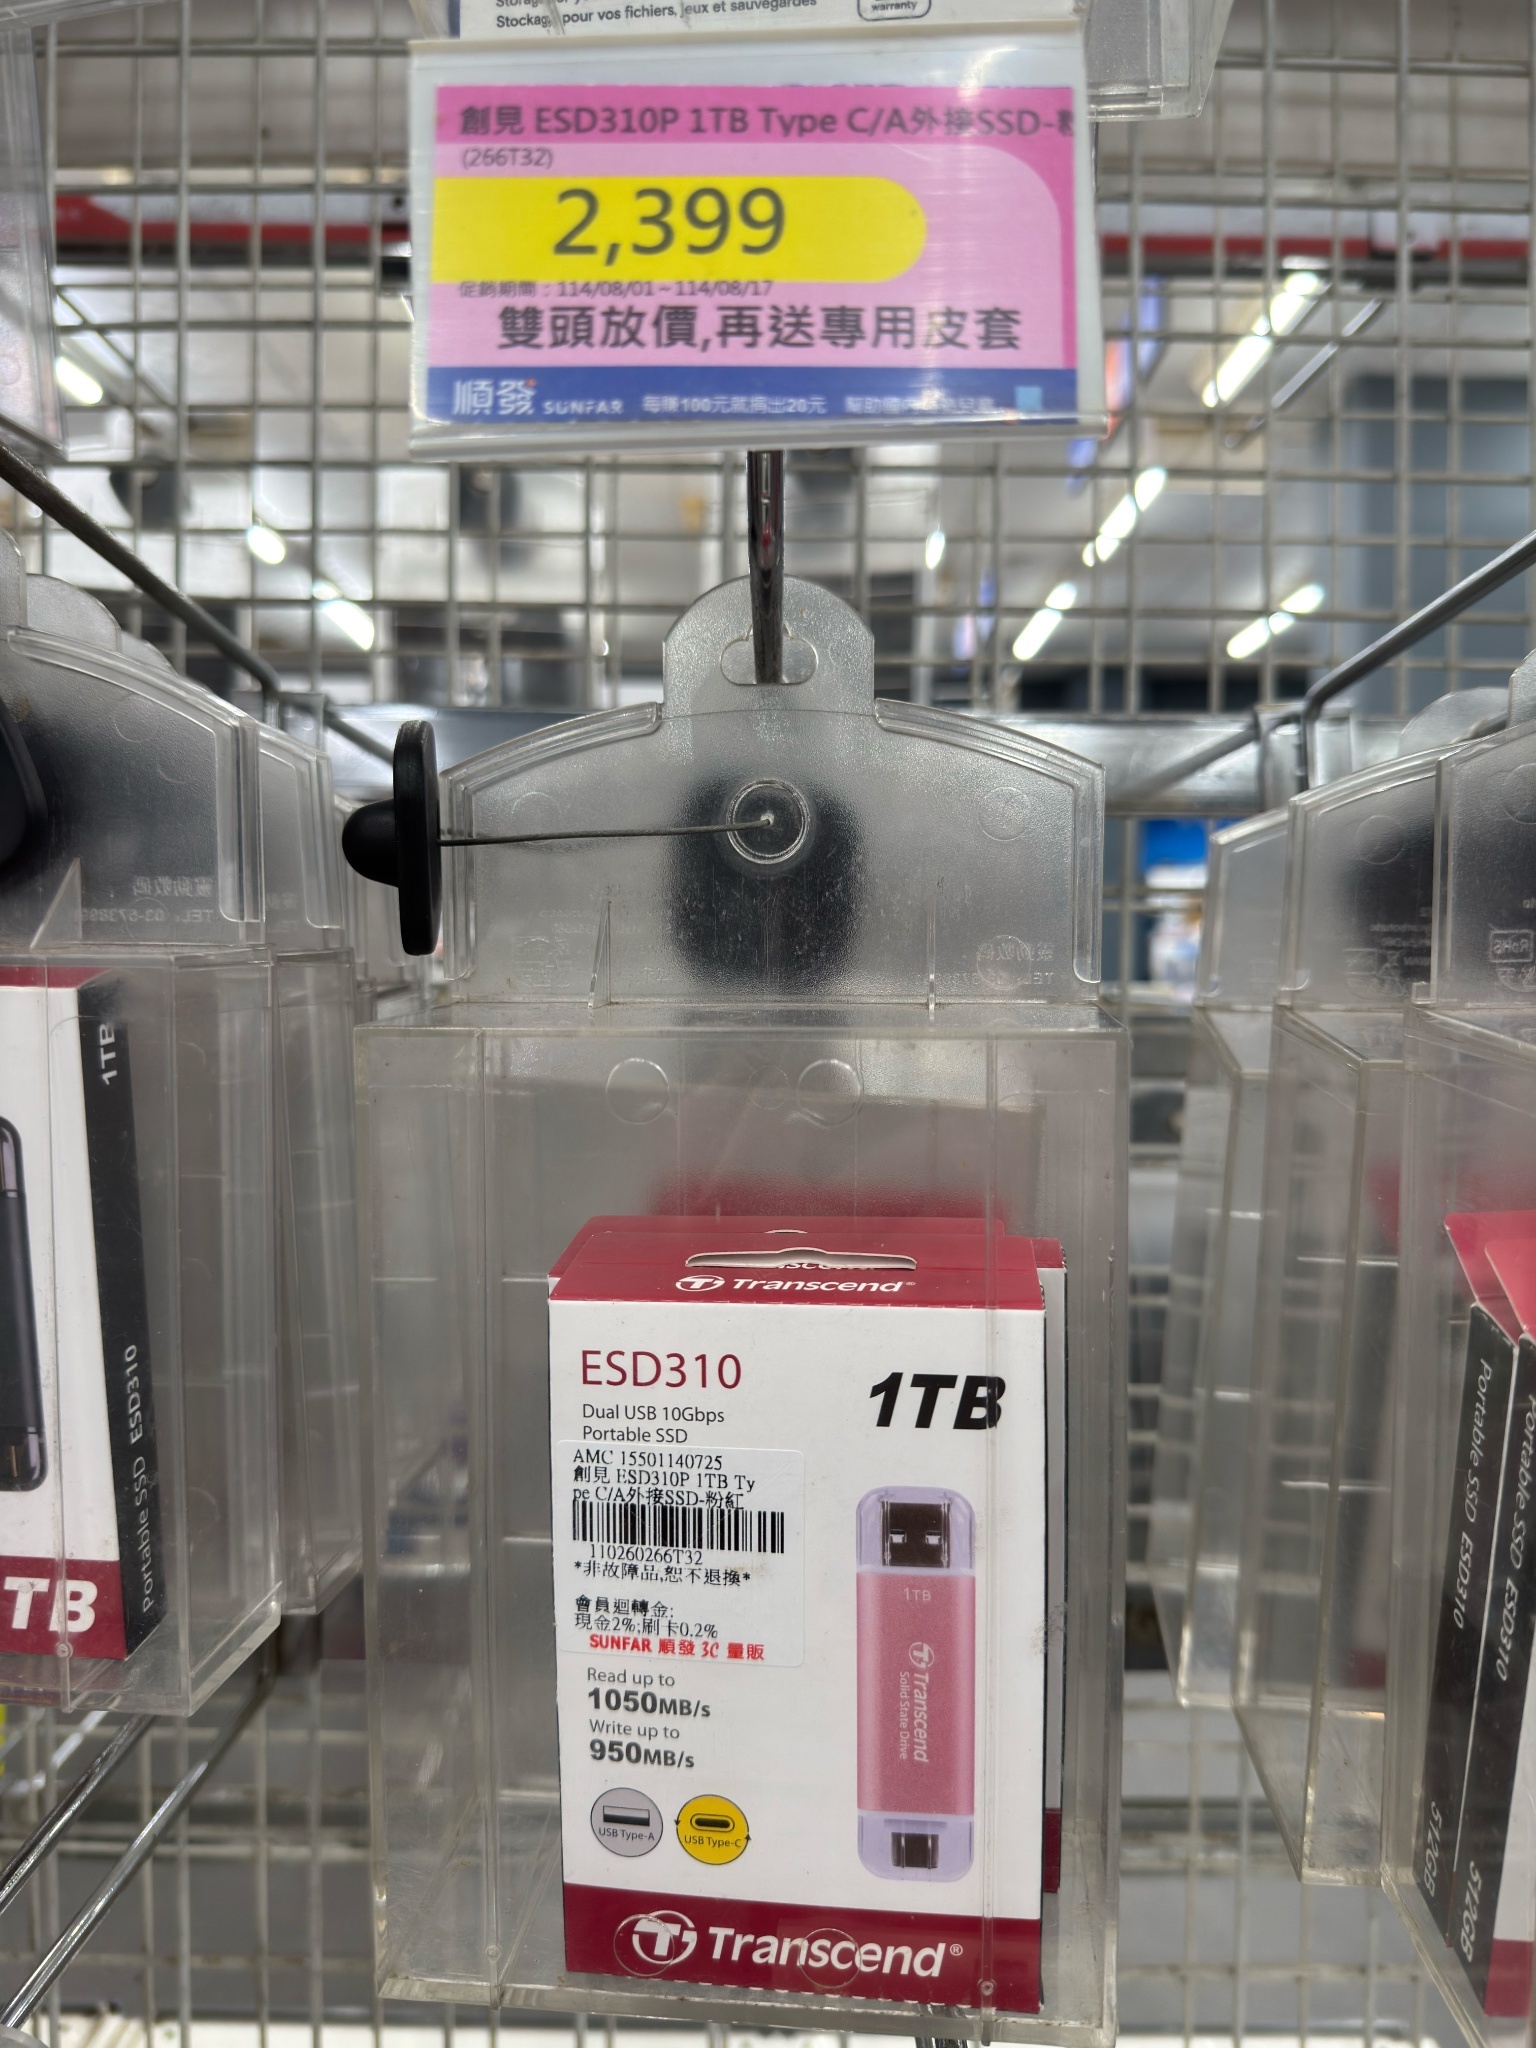 Stockage pour vos fichiers, jeux et sauvegardes
warranty
創見 ESD310P 1TB Type C/A外接SSD-粉
(266T32)
2,399
促銷期間：114/08/01~114/08/17
雙頭放價,再送專用皮套
順發 SUNFAR 每賺100元就捐出20元 幫助國內
Transcend
ESD310
1TB
Dual USB 10Gbps
Portable SSD
AMC 15501140725
創見 ESD310P 1TB Ty
pe C/A外接SSD-粉紅
110260266T32
*非故障品,恕不退換*
會員迴轉金:
現金2%;刷卡0.2%
SUNFAR 順發 3C 量販
Read up to
1050MB/s
Write up to
950MB/s
USB Type-A
USB Type-C
1TB
Transcend
Solid State Drive
Transcend
1TB
Portable SSD ESD310
TB
Portable SSD ESD310
512GB
Portable SSD ESD310
512GB
RoHS